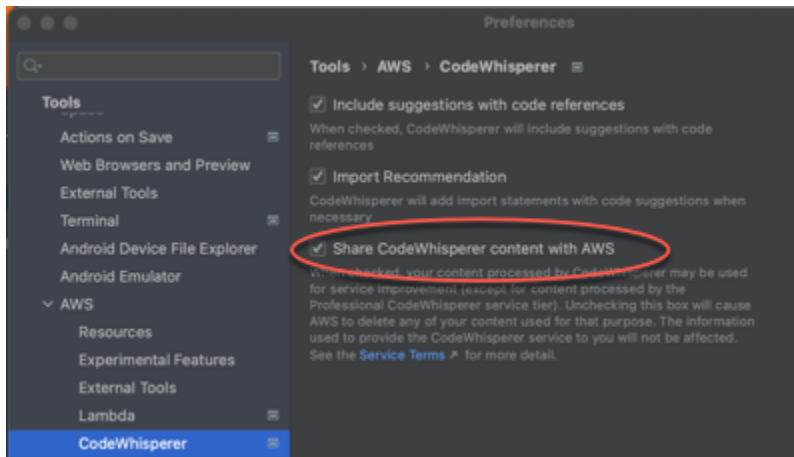 Preferences
Tools › AWS › CodeWhisperer
Tools
Actions on Save
Web Browsers and Preview
External Tools
Terminal
Android Device File Explorer
Android Emulator
AWS
Resources
Experimental Features
External Tools
Lambda
CodeWhisperer
Include suggestions with code references
When checked, CodeWhisperer will include suggestions with code
references
Import Recommendation
CodeWhisperer will add import statements with code suggestions when
necessary
Share CodeWhisperer content with AWS
When checked, your content processed by CodeWhisperer may be used
for service improvement (except for content processed by the
Professional CodeWhisperer service tier). Unchecking this box will cause
AWS to delete any of your content used for that purpose. The information
used to provide the CodeWhisperer service to you will not be affected.
See the Service Terms ↗ for more detail.